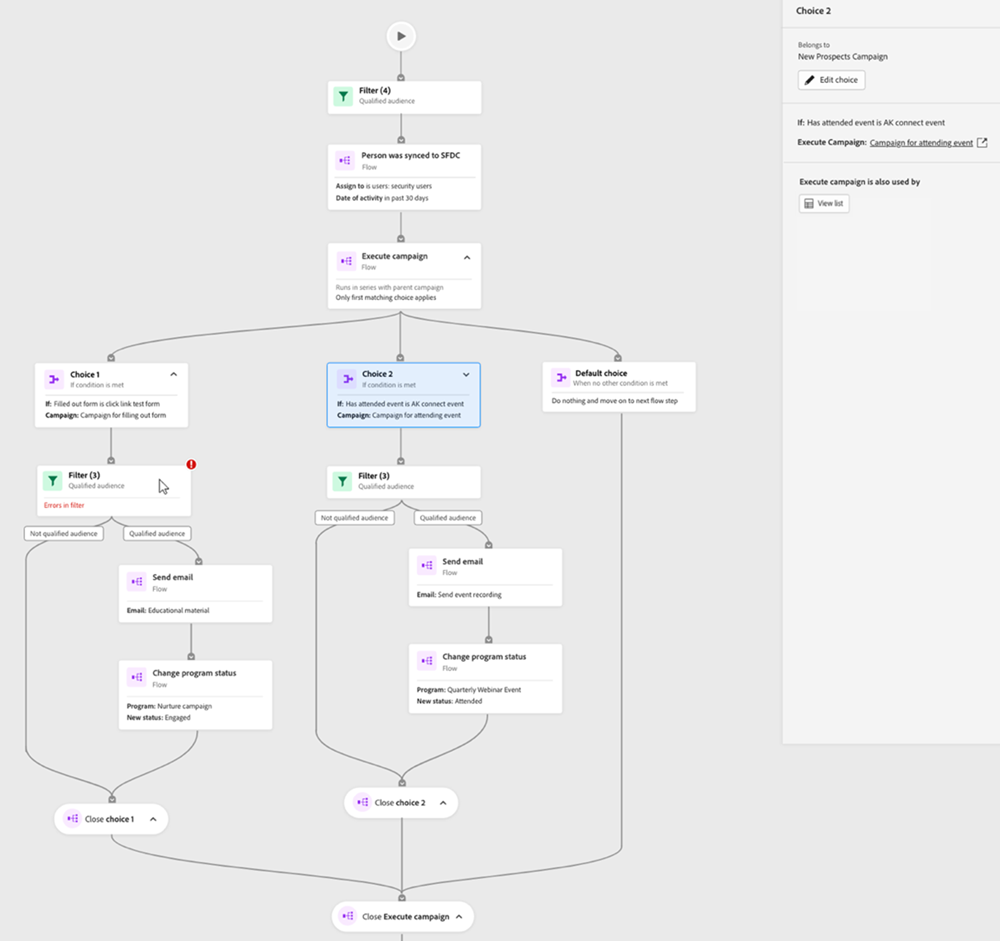 Choice 2
Belongs to
New Prospects Campaign
Edit choice
If: Has attended event is AK connect event
Execute Campaign: Campaign for attending event
Execute campaign is also used by
View list
Filter (4)
Qualified audience
Person was synced to SFDC
Flow
Assign to is users: security users
Date of activity in past 30 days
Execute campaign
Flow
Runs in series with parent campaign
Only first matching choice applies
Choice 1
If condition is met
If: Filled out form is click link test form
Campaign: Campaign for filling out form
Choice 2
If condition is met
If: Has attended event is AK connect event
Campaign: Campaign for attending event
Default choice
When no other condition is met
Do nothing and move on to next flow step
Filter (3)
Qualified audience
Errors in filter
Not qualified audience
Qualified audience
Send email
Flow
Email: Educational material
Change program status
Flow
Program: Nurture campaign
New status: Engaged
Close choice 1
Filter (3)
Qualified audience
Not qualified audience
Qualified audience
Send email
Flow
Email: Send event recording
Change program status
Flow
Program: Quarterly Webinar Event
New status: Attended
Close choice 2
Close Execute campaign